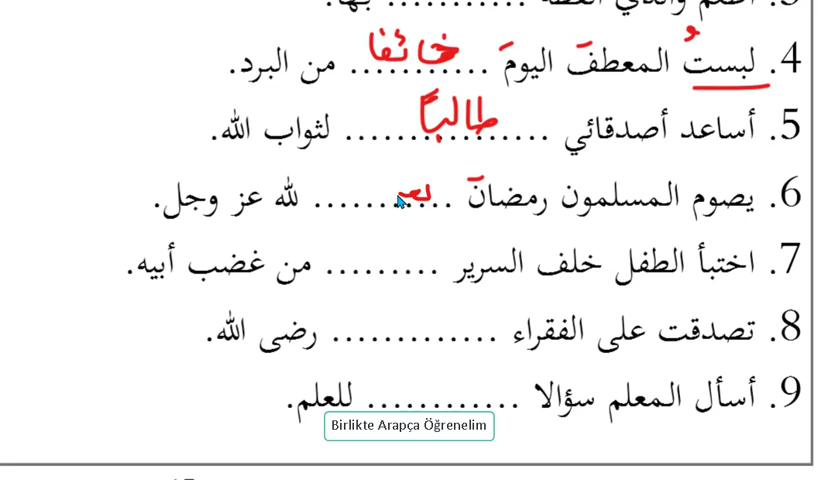 4. لبستُ المعطفَ اليومَ خائفا من البرد.
5. أساعد أصدقائي طالباً لثواب الله.
6. يصوم المسلمون رمضانَ ............ لله عز وجل.
7. اختبأ الطفل خلف السرير ......... من غضب أبيه.
8. تصدقت على الفقراء ............. رضى الله.
9. أسأل المعلم سؤالا ............ للعلم.
Birlikte Arapça Öğrenelim